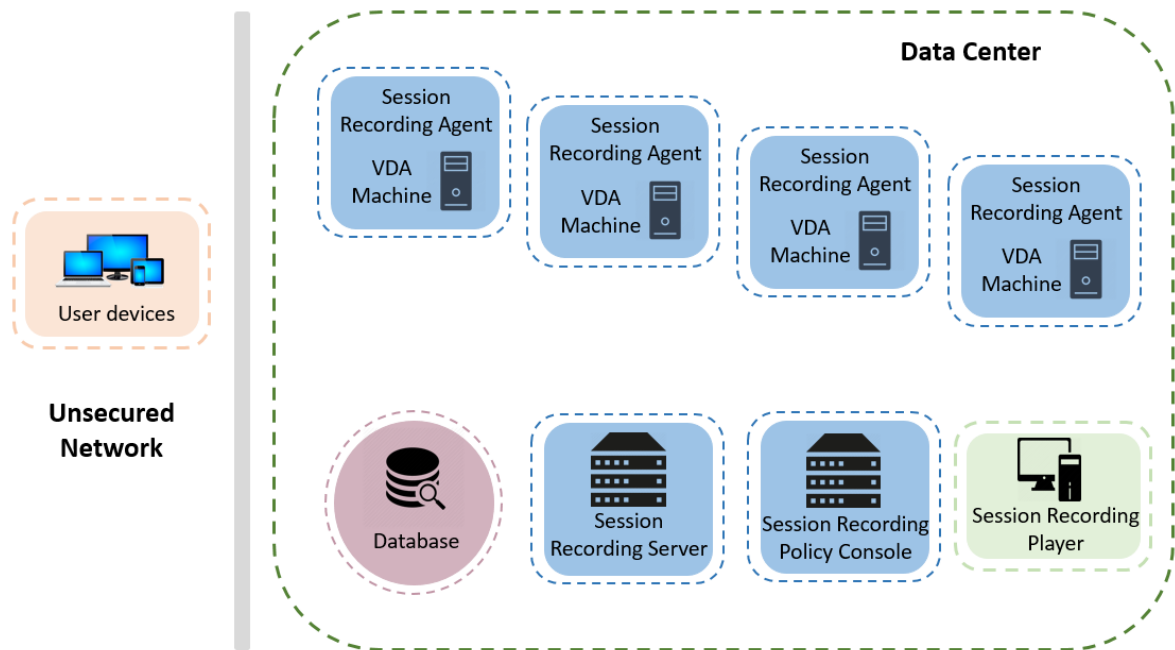 Data Center
Session
Recording Agent
VDA
Machine
Session
Recording Agent
VDA
Machine
Session
Recording Agent
VDA
Machine
Session
Recording Agent
VDA
Machine
User devices
Unsecured
Network
Database
Session
Recording Server
Session Recording
Policy Console
Session Recording
Player